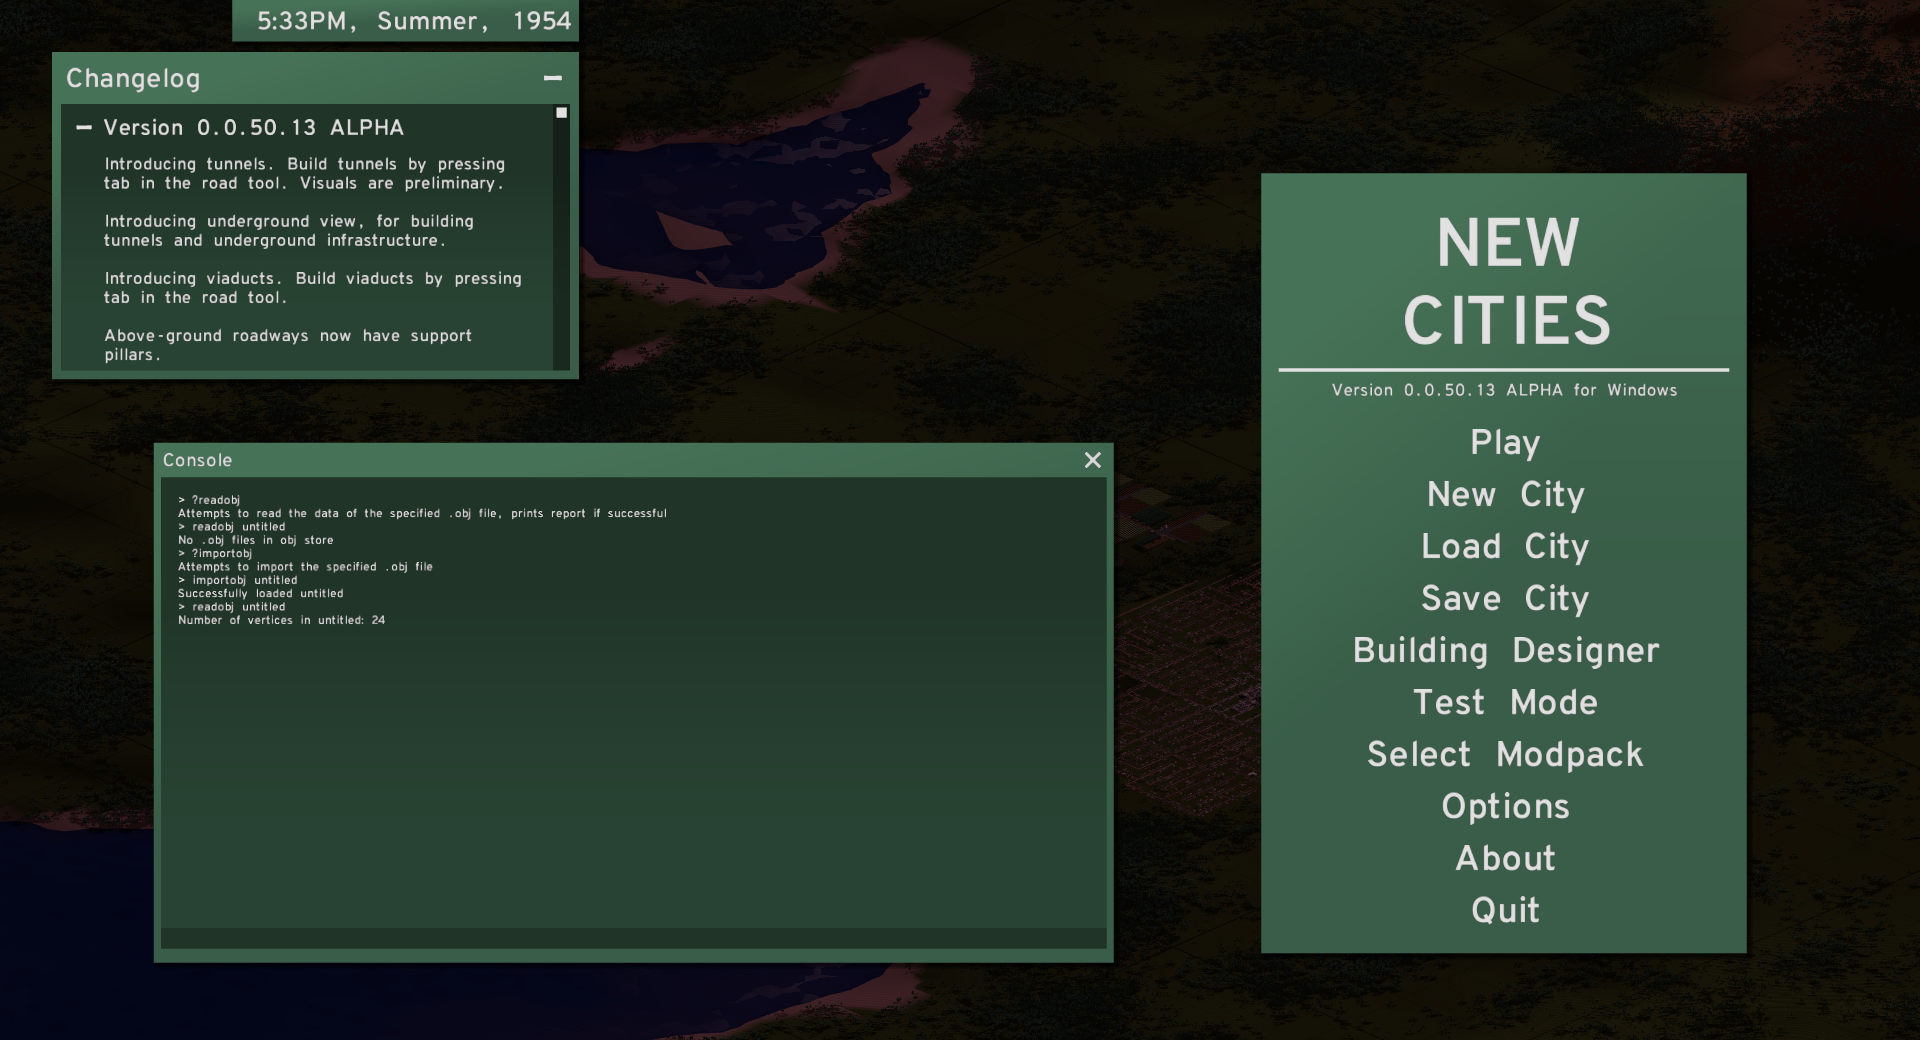 5:33PM, Summer, 1954
Changelog
Version 0.0.50.13 ALPHA
Introducing tunnels. Build tunnels by pressing
tab in the road tool. Visuals are preliminary.
Introducing underground view, for building
tunnels and underground infrastructure.
Introducing viaducts. Build viaducts by pressing
tab in the road tool.
Above-ground roadways now have support
pillars.
Console
> ?readobj
Attempts to read the data of the specified .obj file, prints report if successful
> readobj untitled
No .obj files in obj store
> ?importobj
Attempts to import the specified .obj file
> importobj untitled
Successfully loaded untitled
> readobj untitled
Number of vertices in untitled: 24
NEW
CITIES
Version 0.0.50.13 ALPHA for Windows
Play
New City
Load City
Save City
Building Designer
Test Mode
Select Modpack
Options
About
Quit